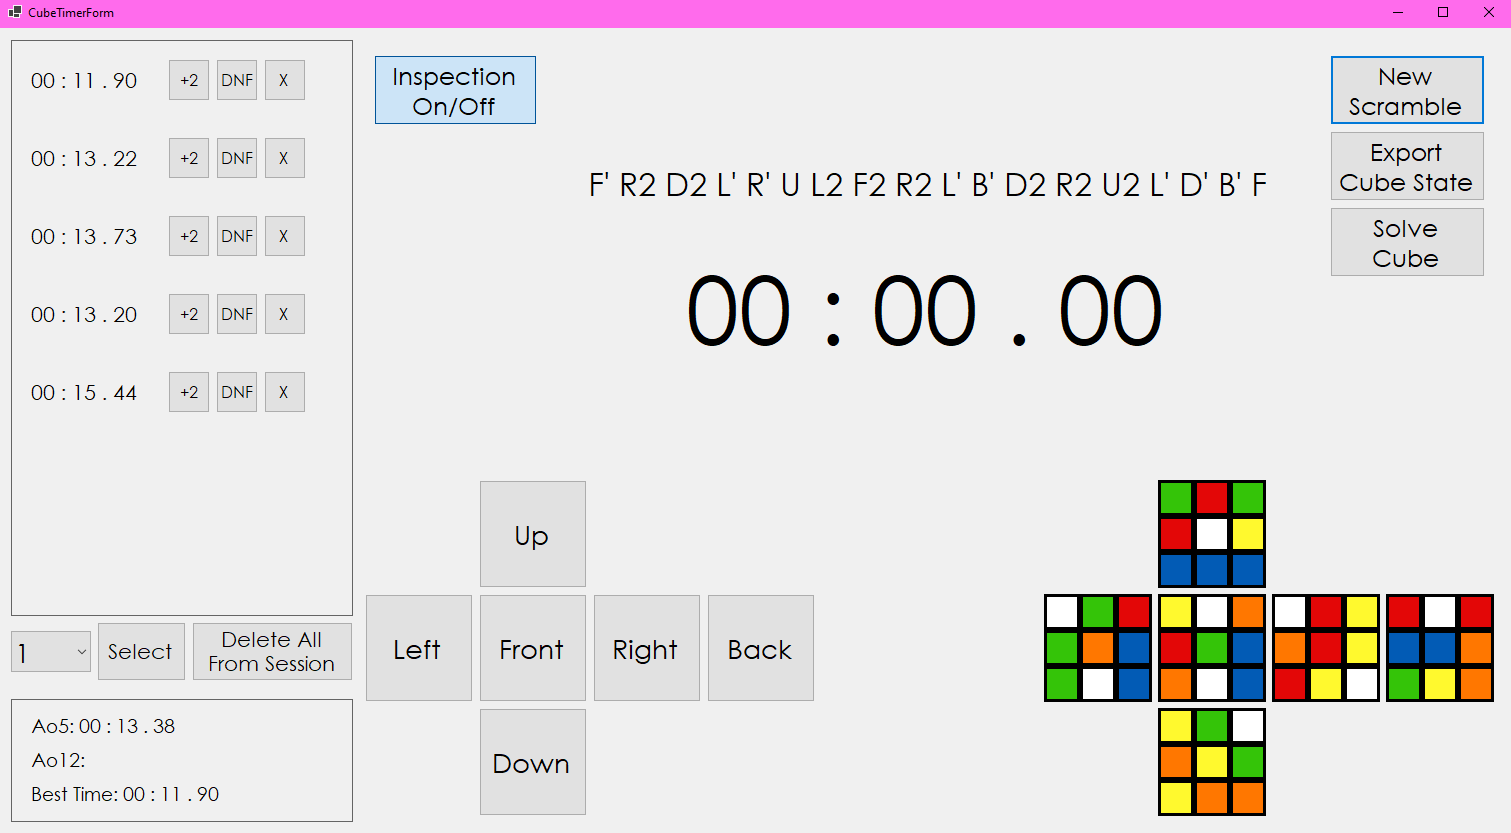 CubeTimerForm
00 : 11 . 90 +2 DNF X
00 : 13 . 22 +2 DNF X
00 : 13 . 73 +2 DNF X
00 : 13 . 20 +2 DNF X
00 : 15 . 44 +2 DNF X
1
Select
Delete All
From Session
Ao5: 00 : 13 . 38
Ao12:
Best Time: 00 : 11 . 90
Inspection
On/Off
F' R2 D2 L' R' U L2 F2 R2 L' B' D2 R2 U2 L' D' B' F
00 : 00 . 00
New
Scramble
Export
Cube State
Solve
Cube
Up
Left
Front
Right
Back
Down